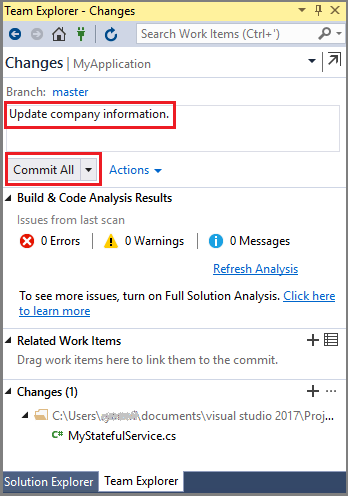 Team Explorer - Changes
Search Work Items (Ctrl+')
Changes | MyApplication
Branch: master
Update company information.
Commit All Actions
Build & Code Analysis Results
Issues from last scan
0 Errors 0 Warnings 0 Messages
Refresh Analysis
To see more issues, turn on Full Solution Analysis. Click here
to learn more
Related Work Items
Drag work items here to link them to the commit.
Changes (1)
C:\Users\ \documents\visual studio 2017\Proj...
C# MyStatefulService.cs
Solution Explorer Team Explorer